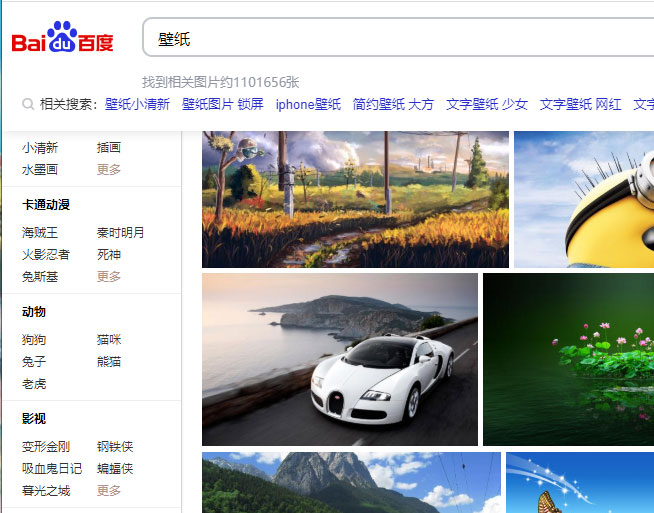 Bai du 百度
壁纸
找到相关图片约1101656张
相关搜索： 壁纸小清新 壁纸图片 锁屏 iphone壁纸 简约壁纸 大方 文字壁纸 少女 文字壁纸 网红 文字
小清新 插画
水墨画 更多
卡通动漫
海贼王 秦时明月
火影忍者 死神
兔斯基 更多
动物
狗狗 猫咪
兔子 熊猫
老虎
影视
变形金刚 钢铁侠
吸血鬼日记 蝙蝠侠
暮光之城 更多